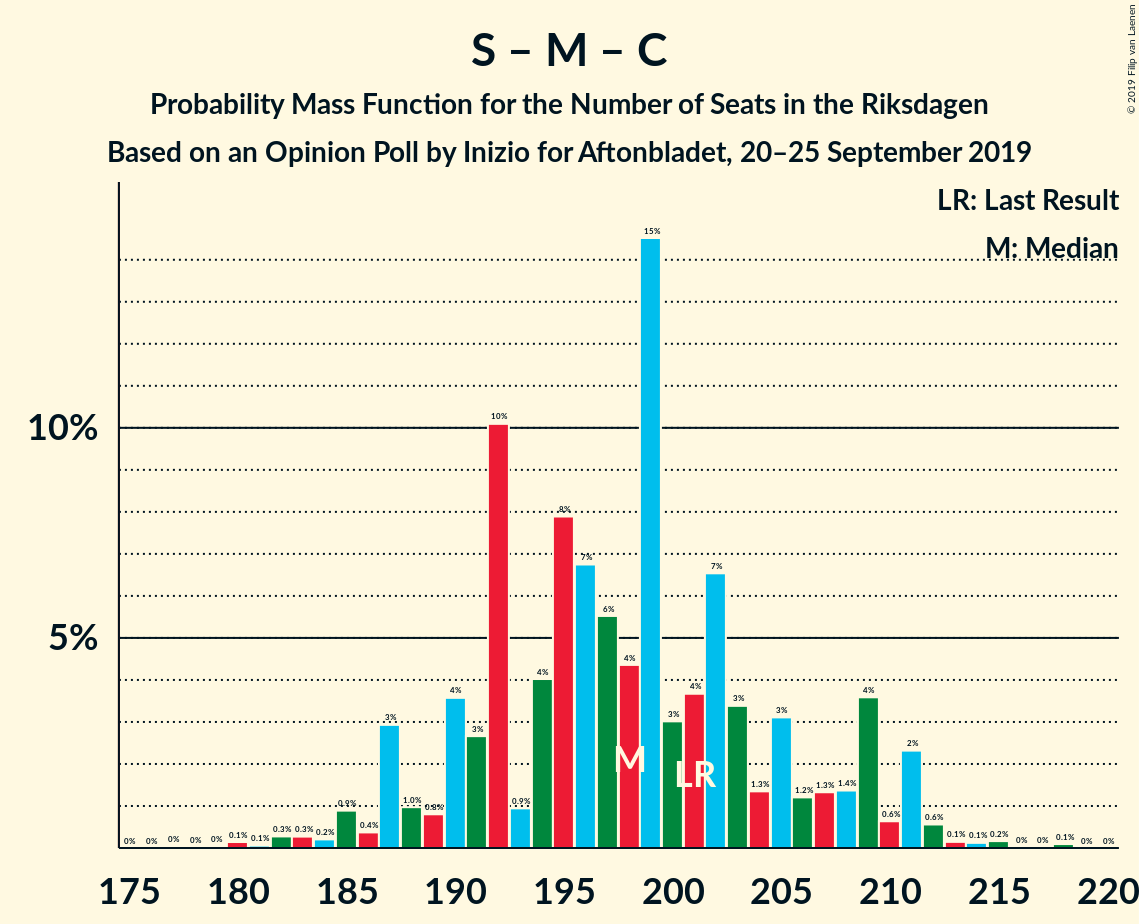 S – M – C
Probability Mass Function for the Number of Seats in the Riksdagen
Based on an Opinion Poll by Inizio for Aftonbladet, 20–25 September 2019
© 2019 Filip van Laenen
LR: Last Result
M: Median
10%
5%
0% 0% 0% 0% 0% 0.1% 0.1% 0.3% 0.3% 0.2% 0.9% 0.4% 3% 1.0% 0.8% 4% 3% 10% 0.9% 4% 8% 7% 6% 4% 15% 3% 4% 7% 3% 1.3% 3% 1.2% 1.3% 1.4% 4% 0.6% 2% 0.6% 0.1% 0.1% 0.2% 0% 0% 0.1% 0% 0%
M
LR
175 180 185 190 195 200 205 210 215 220